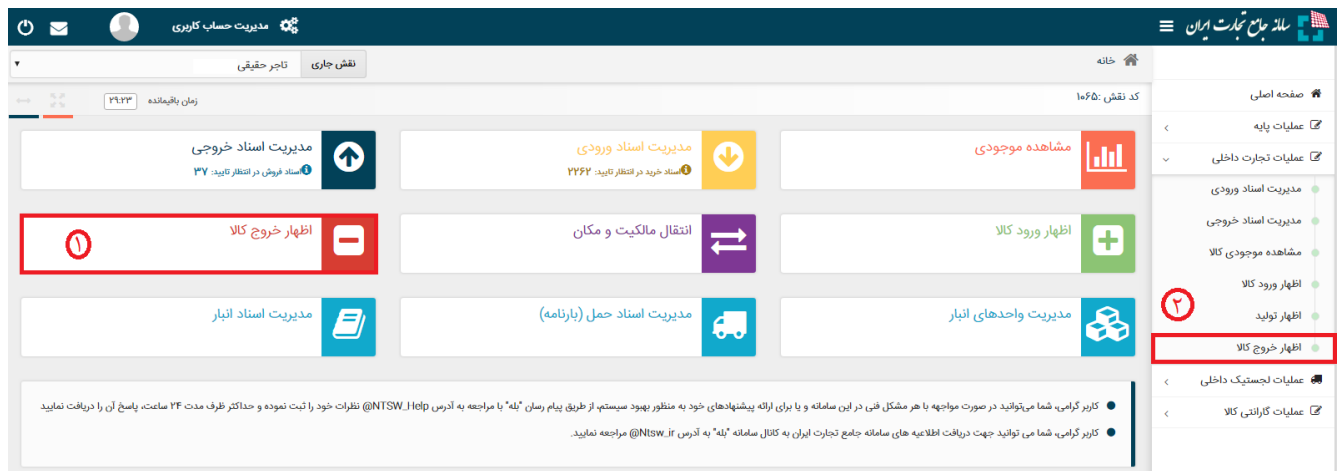 سامانه جامع تجارت ایران
مدیریت حساب کاربری
خانه
نقش جاری
تاجر حقیقی
کد نقش :۱۰۶۵
زمان باقیمانده ۲۹:۲۳
صفحه اصلی
عملیات پایه
عملیات تجارت داخلی
مدیریت اسناد ورودی
مدیریت اسناد خروجی
مشاهده موجودی کالا
اظهار ورود کالا
اظهار تولید
۲
اظهار خروج کالا
عملیات لجستیک داخلی
عملیات گارانتی کالا
مشاهده موجودی
مدیریت اسناد ورودی
اسناد خرید در انتظار تایید: ۲۲۶۲
مدیریت اسناد خروجی
اسناد فروش در انتظار تایید: ۳۷
اظهار ورود کالا
انتقال مالکیت و مکان
اظهار خروج کالا
۱
مدیریت واحدهای انبار
مدیریت اسناد حمل (بارنامه)
مدیریت اسناد انبار
کاربر گرامی، شما می‌توانید در صورت مواجهه با هر مشکل فنی در این سامانه و یا برای ارائه پیشنهادهای خود به منظور بهبود سیستم، از طریق پیام رسان "بله" با مراجعه به آدرس NTSW_Help@ نظرات خود را ثبت نموده و حداکثر ظرف مدت ۲۴ ساعت، پاسخ آن را دریافت نمایید
کاربر گرامی، شما می توانید جهت دریافت اطلاعیه های سامانه جامع تجارت ایران به کانال سامانه "بله" به آدرس Ntsw_ir@ مراجعه نمایید.